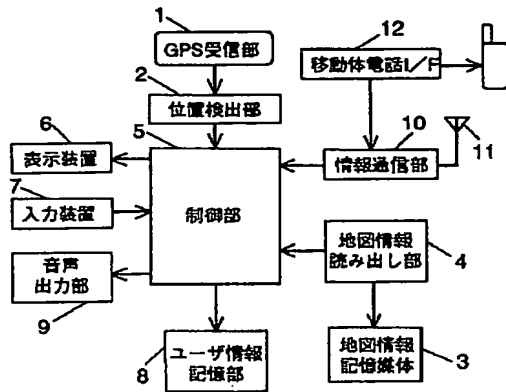 1
GPS受信部
12
移動体電話I/F
2
位置検出部
5
6
表示装置
10
情報通信部
11
7
入力装置
制御部
地図情報
読み出し部
4
音声
出力部
9
8
ユーザ情報
記憶部
地図情報
記憶媒体
3